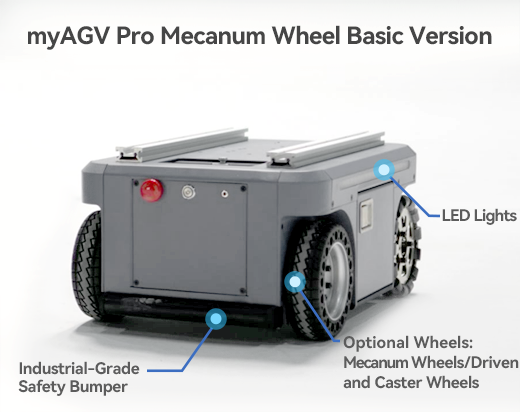 myAGV Pro Mecanum Wheel Basic Version
LED Lights
Optional Wheels:
Mecanum Wheels/Driven
and Caster Wheels
Industrial-Grade
Safety Bumper